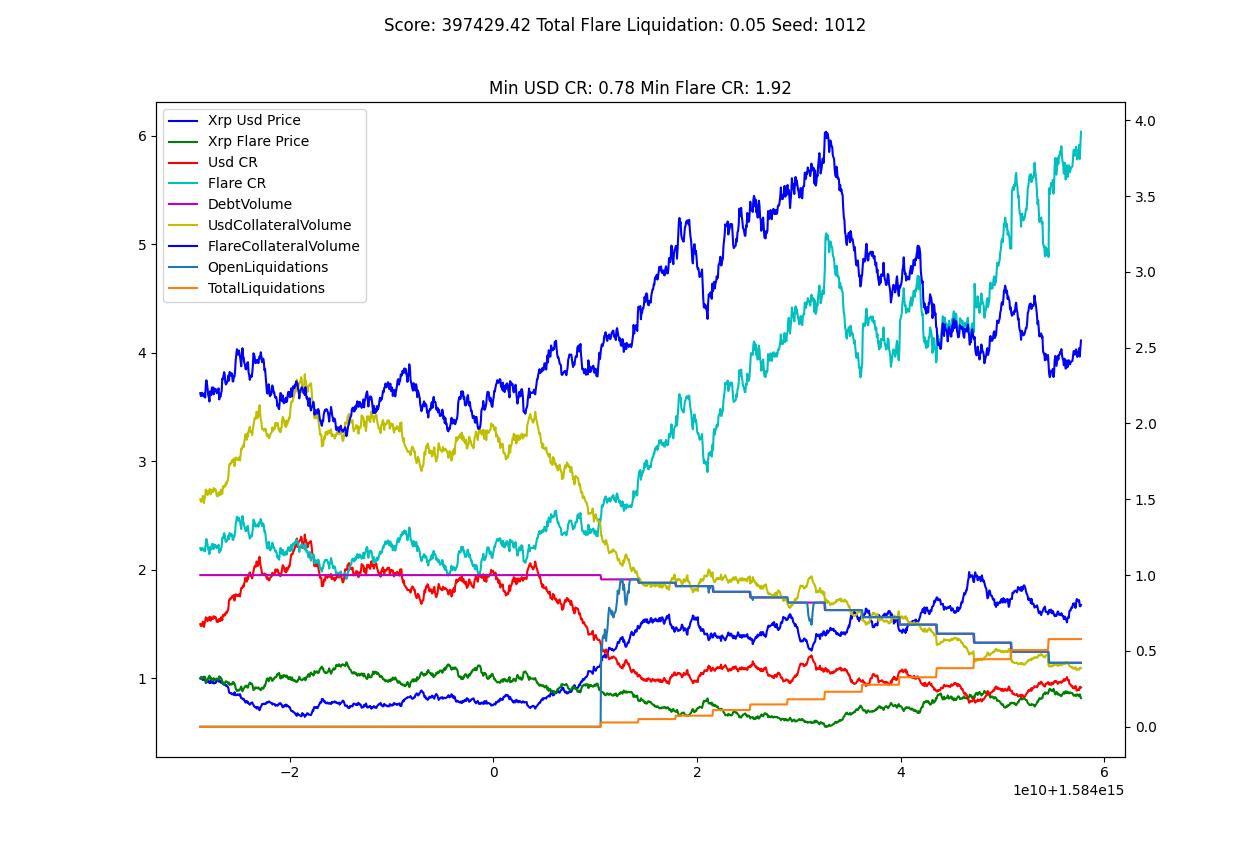 Score: 397429.42 Total Flare Liquidation: 0.05 Seed: 1012
Min USD CR: 0.78 Min Flare CR: 1.92
Xrp Usd Price
Xrp Flare Price
Usd CR
Flare CR
DebtVolume
UsdCollateralVolume
FlareCollateralVolume
OpenLiquidations
TotalLiquidations
6
5
4
3
2
1
4.0
3.5
3.0
2.5
2.0
1.5
1.0
0.5
0.0
−2 0 2 4 6
1e10+1.584e15